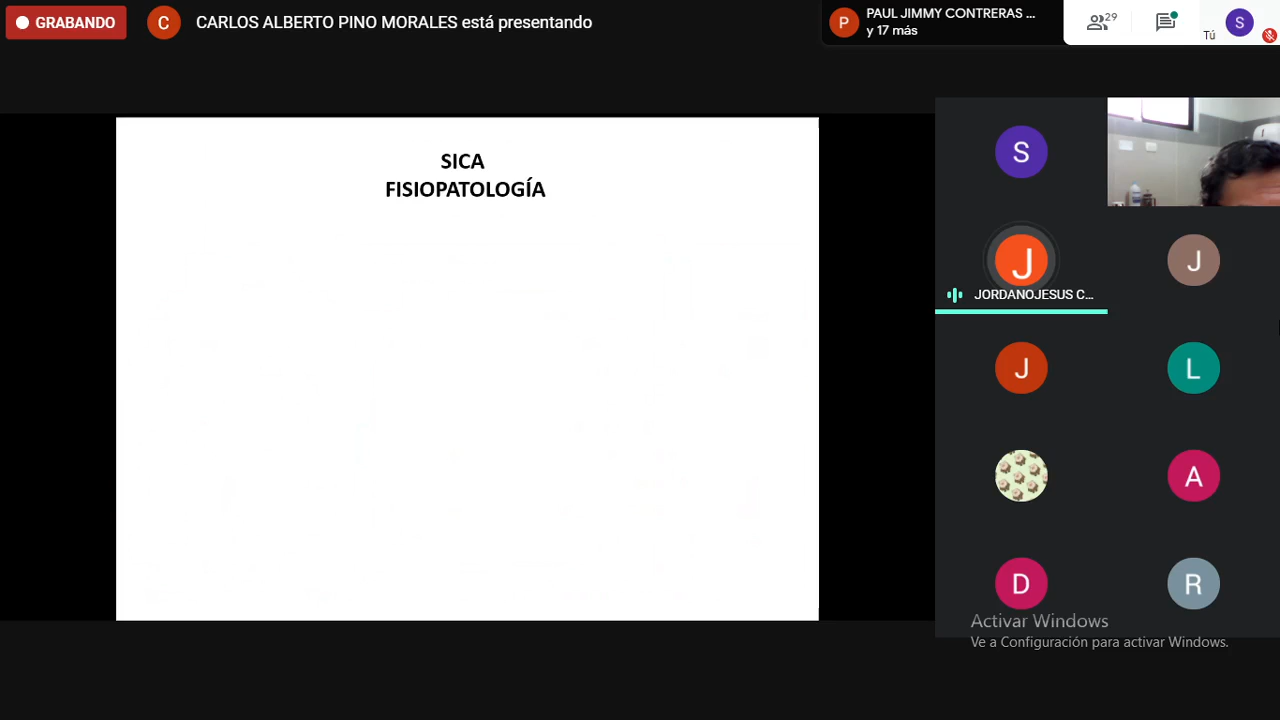 GRABANDO
C
CARLOS ALBERTO PINO MORALES está presentando
P
PAUL JIMMY CONTRERAS ...
y 17 más
29
Tú
S
SICA
FISIOPATOLOGÍA
S
J
JORDANOJESUS C...
J
J
L
A
D
R
Activar Windows
Ve a Configuración para activar Windows.